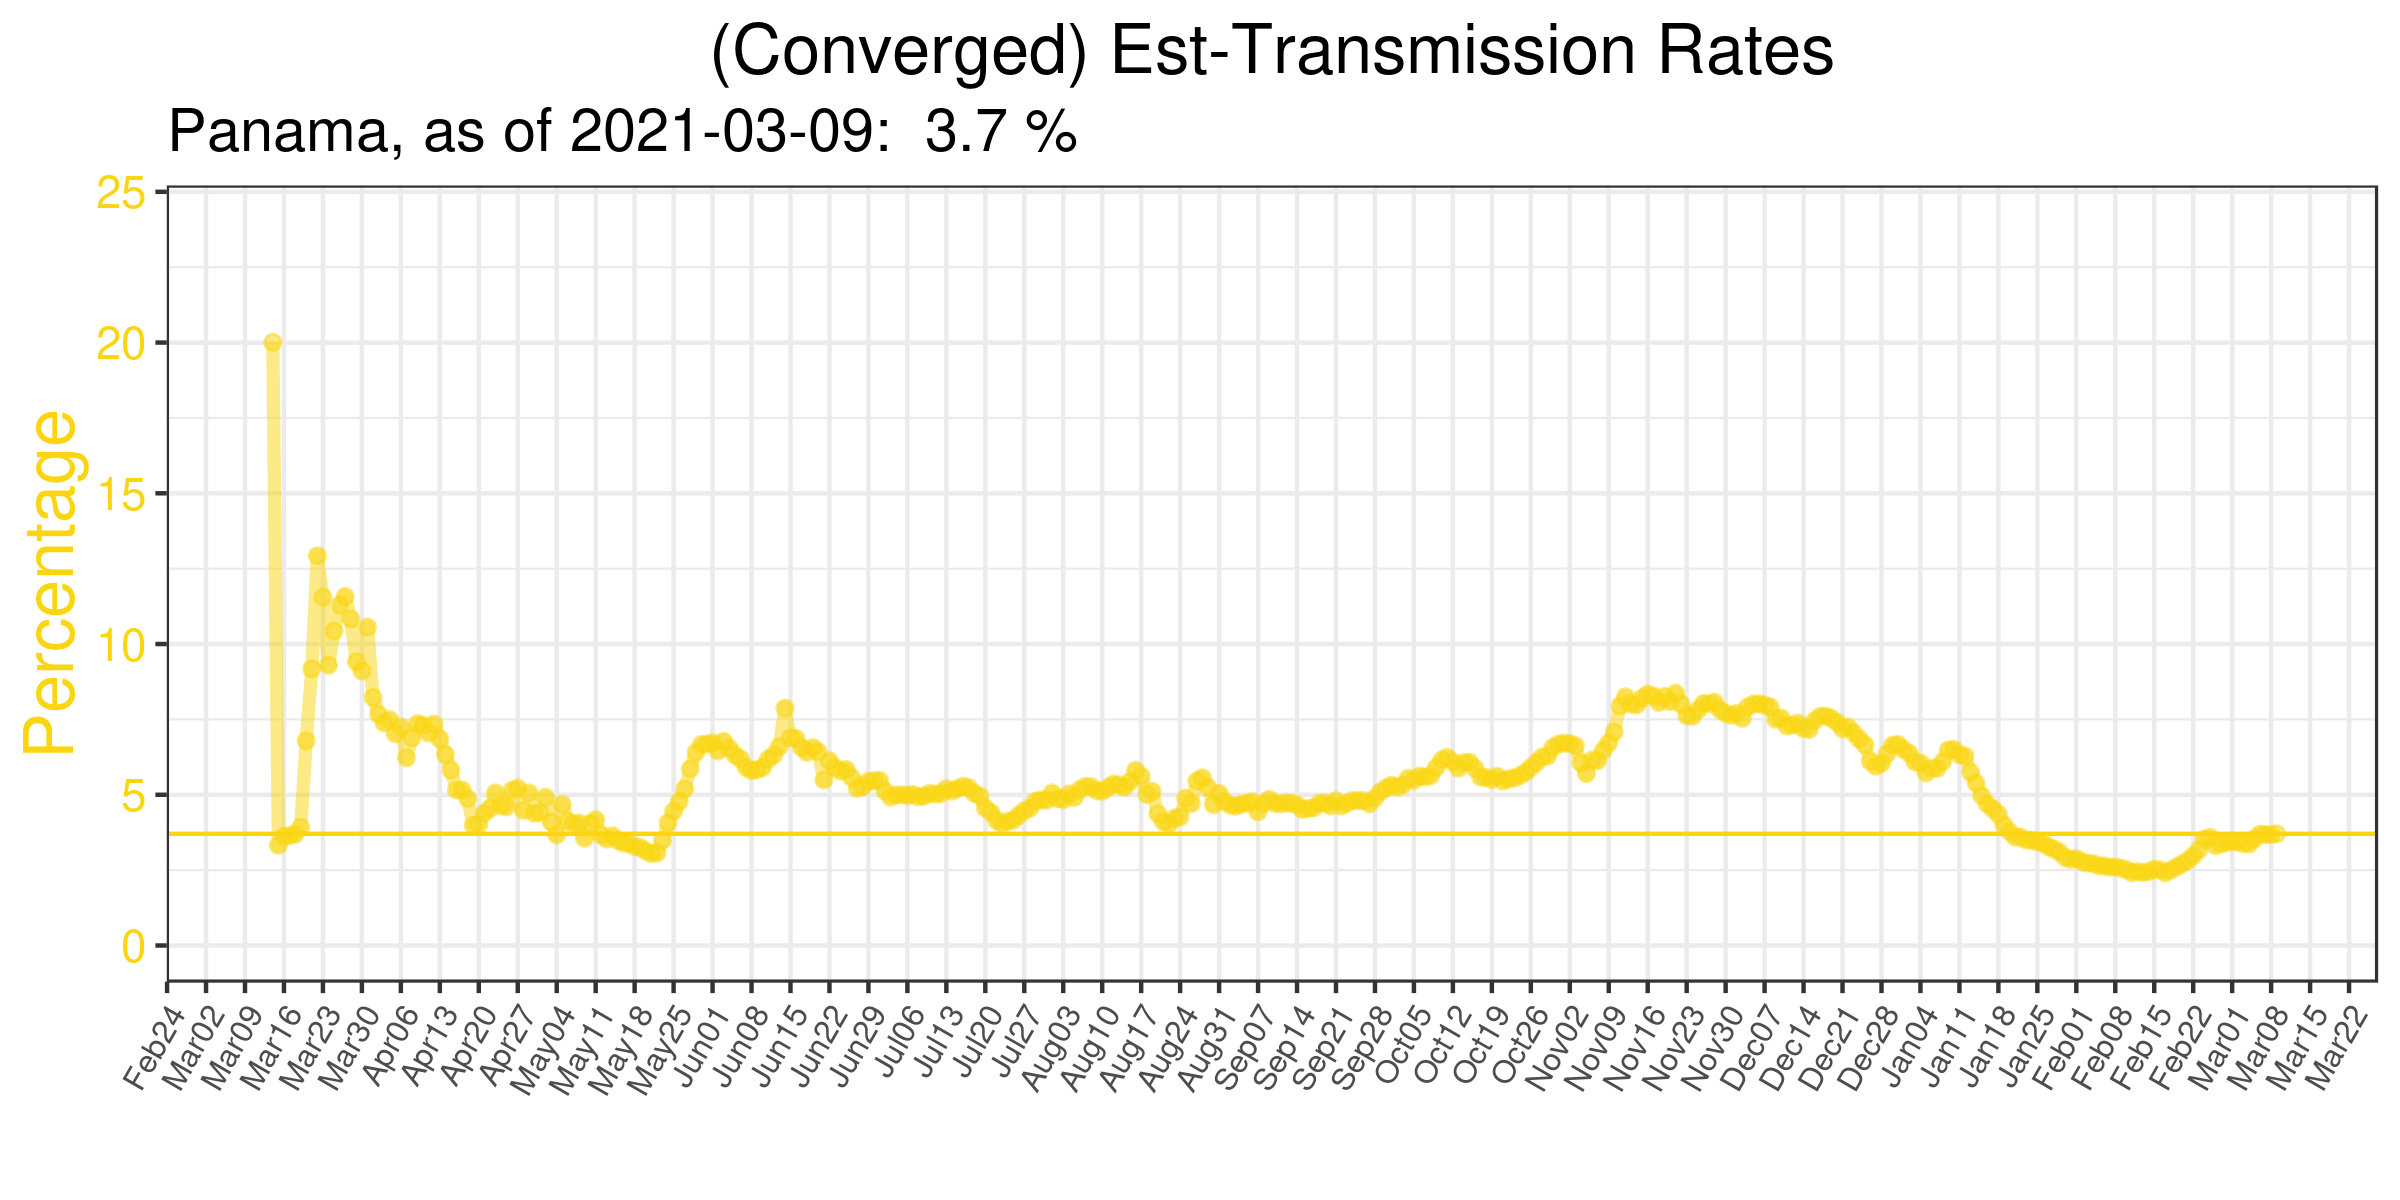 (Converged) Est-Transmission Rates
Panama, as of 2021-03-09:  3.7 %
Percentage
25
20
15
10
5
0
Feb24
Mar02
Mar09
Mar16
Mar23
Mar30
Apr06
Apr13
Apr20
Apr27
May04
May11
May18
May25
Jun01
Jun08
Jun15
Jun22
Jun29
Jul06
Jul13
Jul20
Jul27
Aug03
Aug10
Aug17
Aug24
Aug31
Sep07
Sep14
Sep21
Sep28
Oct05
Oct12
Oct19
Oct26
Nov02
Nov09
Nov16
Nov23
Nov30
Dec07
Dec14
Dec21
Dec28
Jan04
Jan11
Jan18
Jan25
Feb01
Feb08
Feb15
Feb22
Mar01
Mar08
Mar15
Mar22